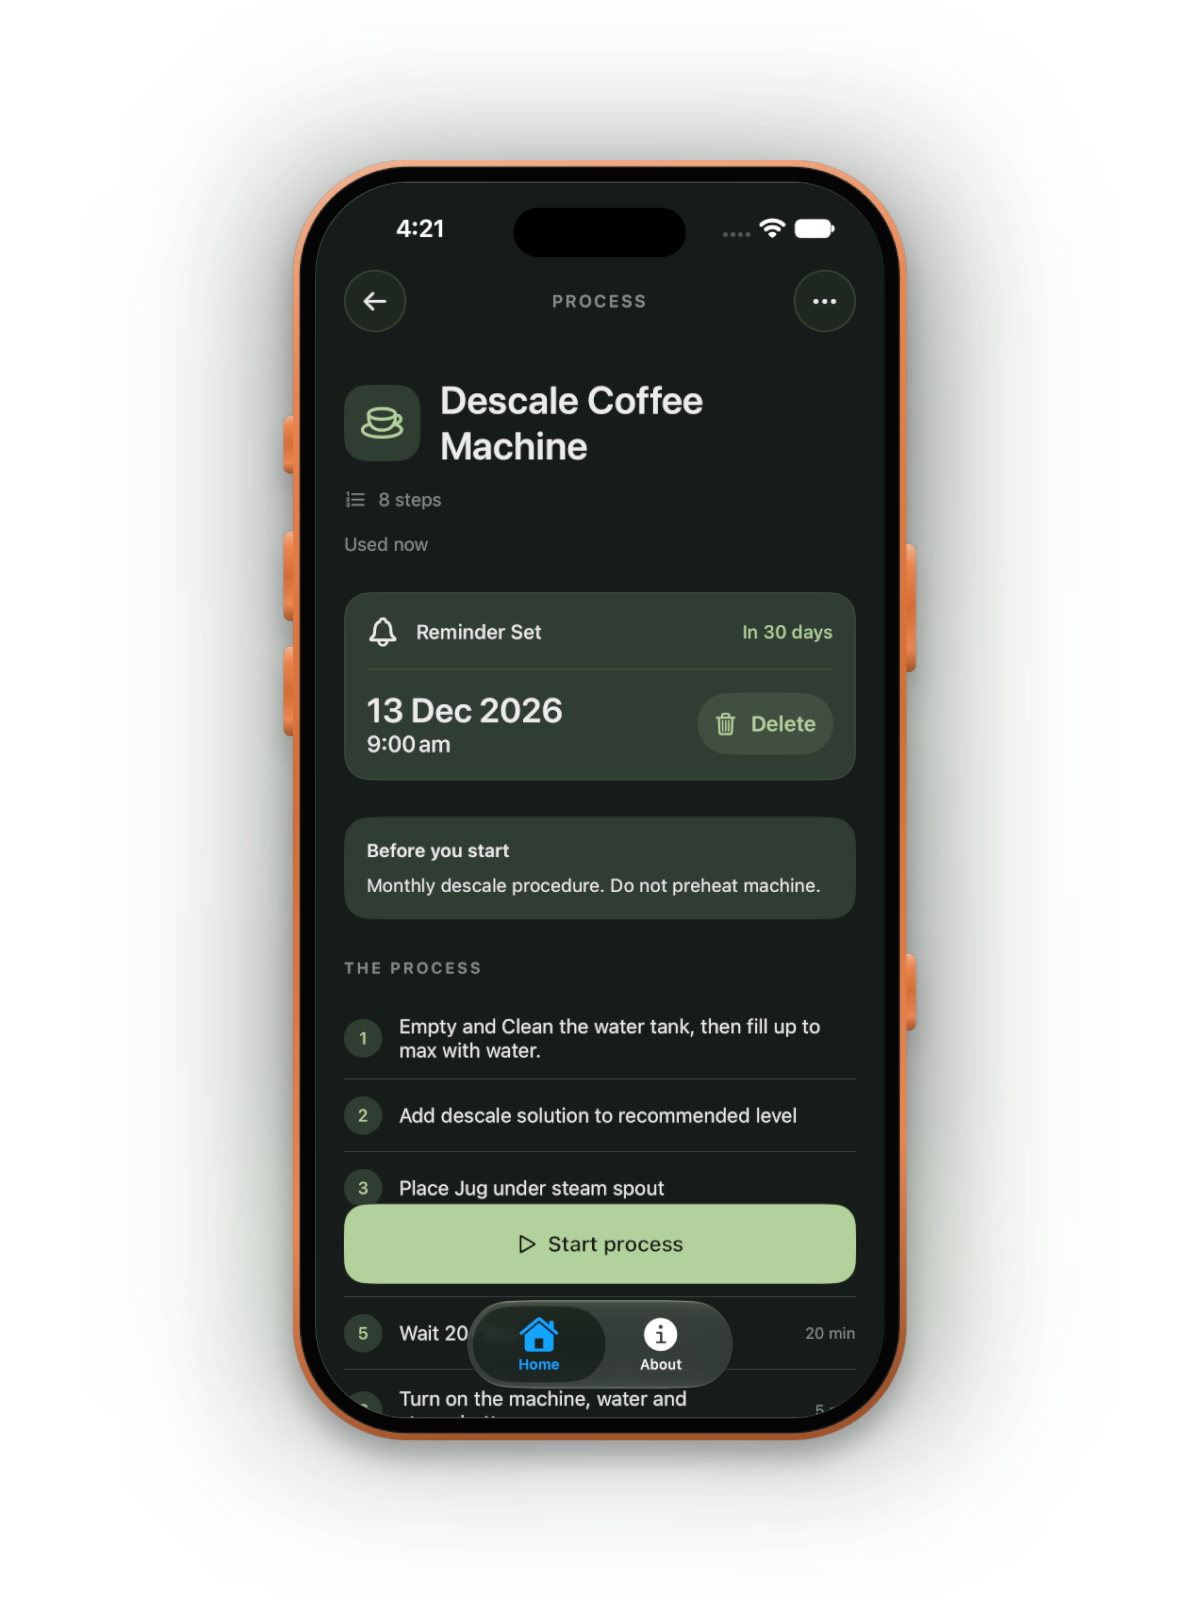 4:21
PROCESS
Descale Coffee
Machine
8 steps
Used now
Reminder Set
In 30 days
13 Dec 2026
9:00 am
Delete
Before you start
Monthly descale procedure. Do not preheat machine.
THE PROCESS
1
Empty and Clean the water tank, then fill up to
max with water.
2
Add descale solution to recommended level
3
Place Jug under steam spout
Start process
5
Wait 20
20 min
Home
About
Turn on the machine, water and
5